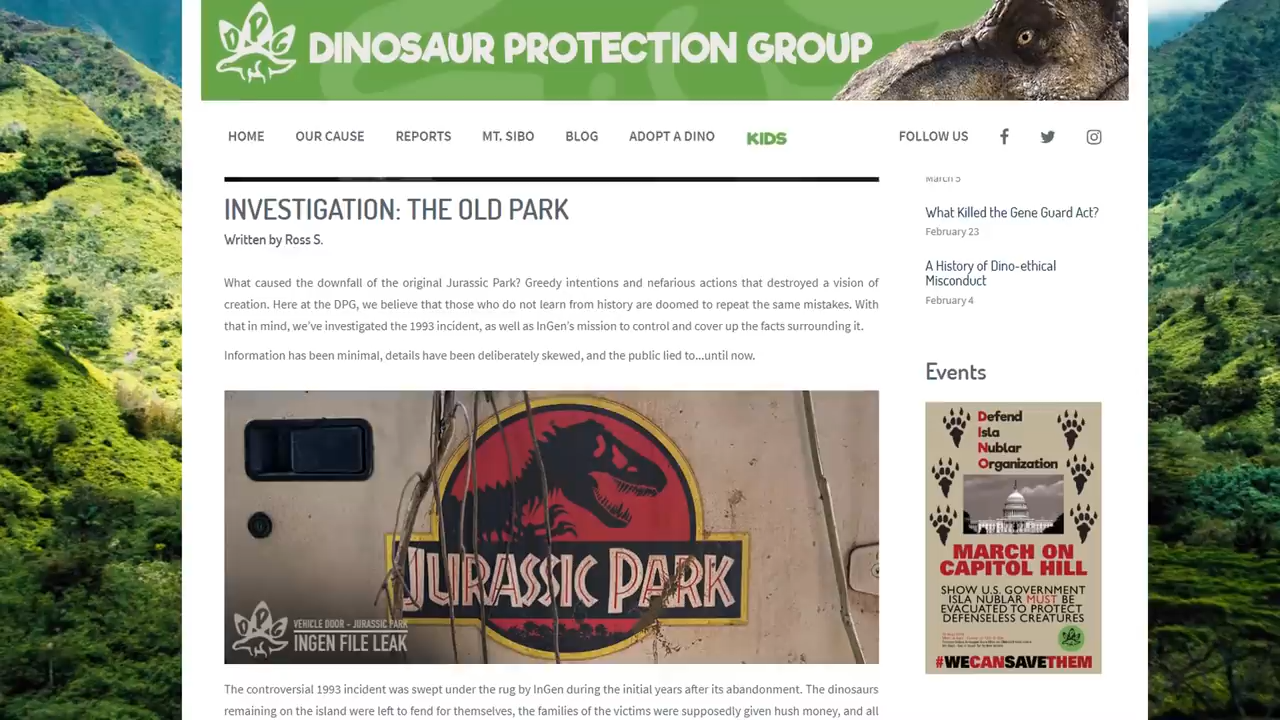 DPG
DINOSAUR PROTECTION GROUP
HOME
OUR CAUSE
REPORTS
MT. SIBO
BLOG
ADOPT A DINO
KIDS
FOLLOW US
INVESTIGATION: THE OLD PARK
Written by Ross S.
What caused the downfall of the original Jurassic Park? Greedy intentions and nefarious actions that destroyed a vision of
creation. Here at the DPG, we believe that those who do not learn from history are doomed to repeat the same mistakes. With
that in mind, we've investigated the 1993 incident, as well as InGen's mission to control and cover up the facts surrounding it.
Information has been minimal, details have been deliberately skewed, and the public lied to...until now.
JURASSIC PARK
DPG
VEHICLE DOOR - JURASSIC PARK
INGEN FILE LEAK
The controversial 1993 incident was swept under the rug by InGen during the initial years after its abandonment. The dinosaurs
remaining on the island were left to fend for themselves, the families of the victims were supposedly given hush money, and all
March 5
What Killed the Gene Guard Act?
February 23
A History of Dino-ethical
Misconduct
February 4
Events
Defend
Isla
Nublar
Organization
MARCH ON
CAPITOL HILL
SHOW U.S. GOVERNMENT
ISLA NUBLAR MUST BE
EVACUATED TO PROTECT
DEFENSELESS CREATURES
DPG
#WECANSAVETHEM